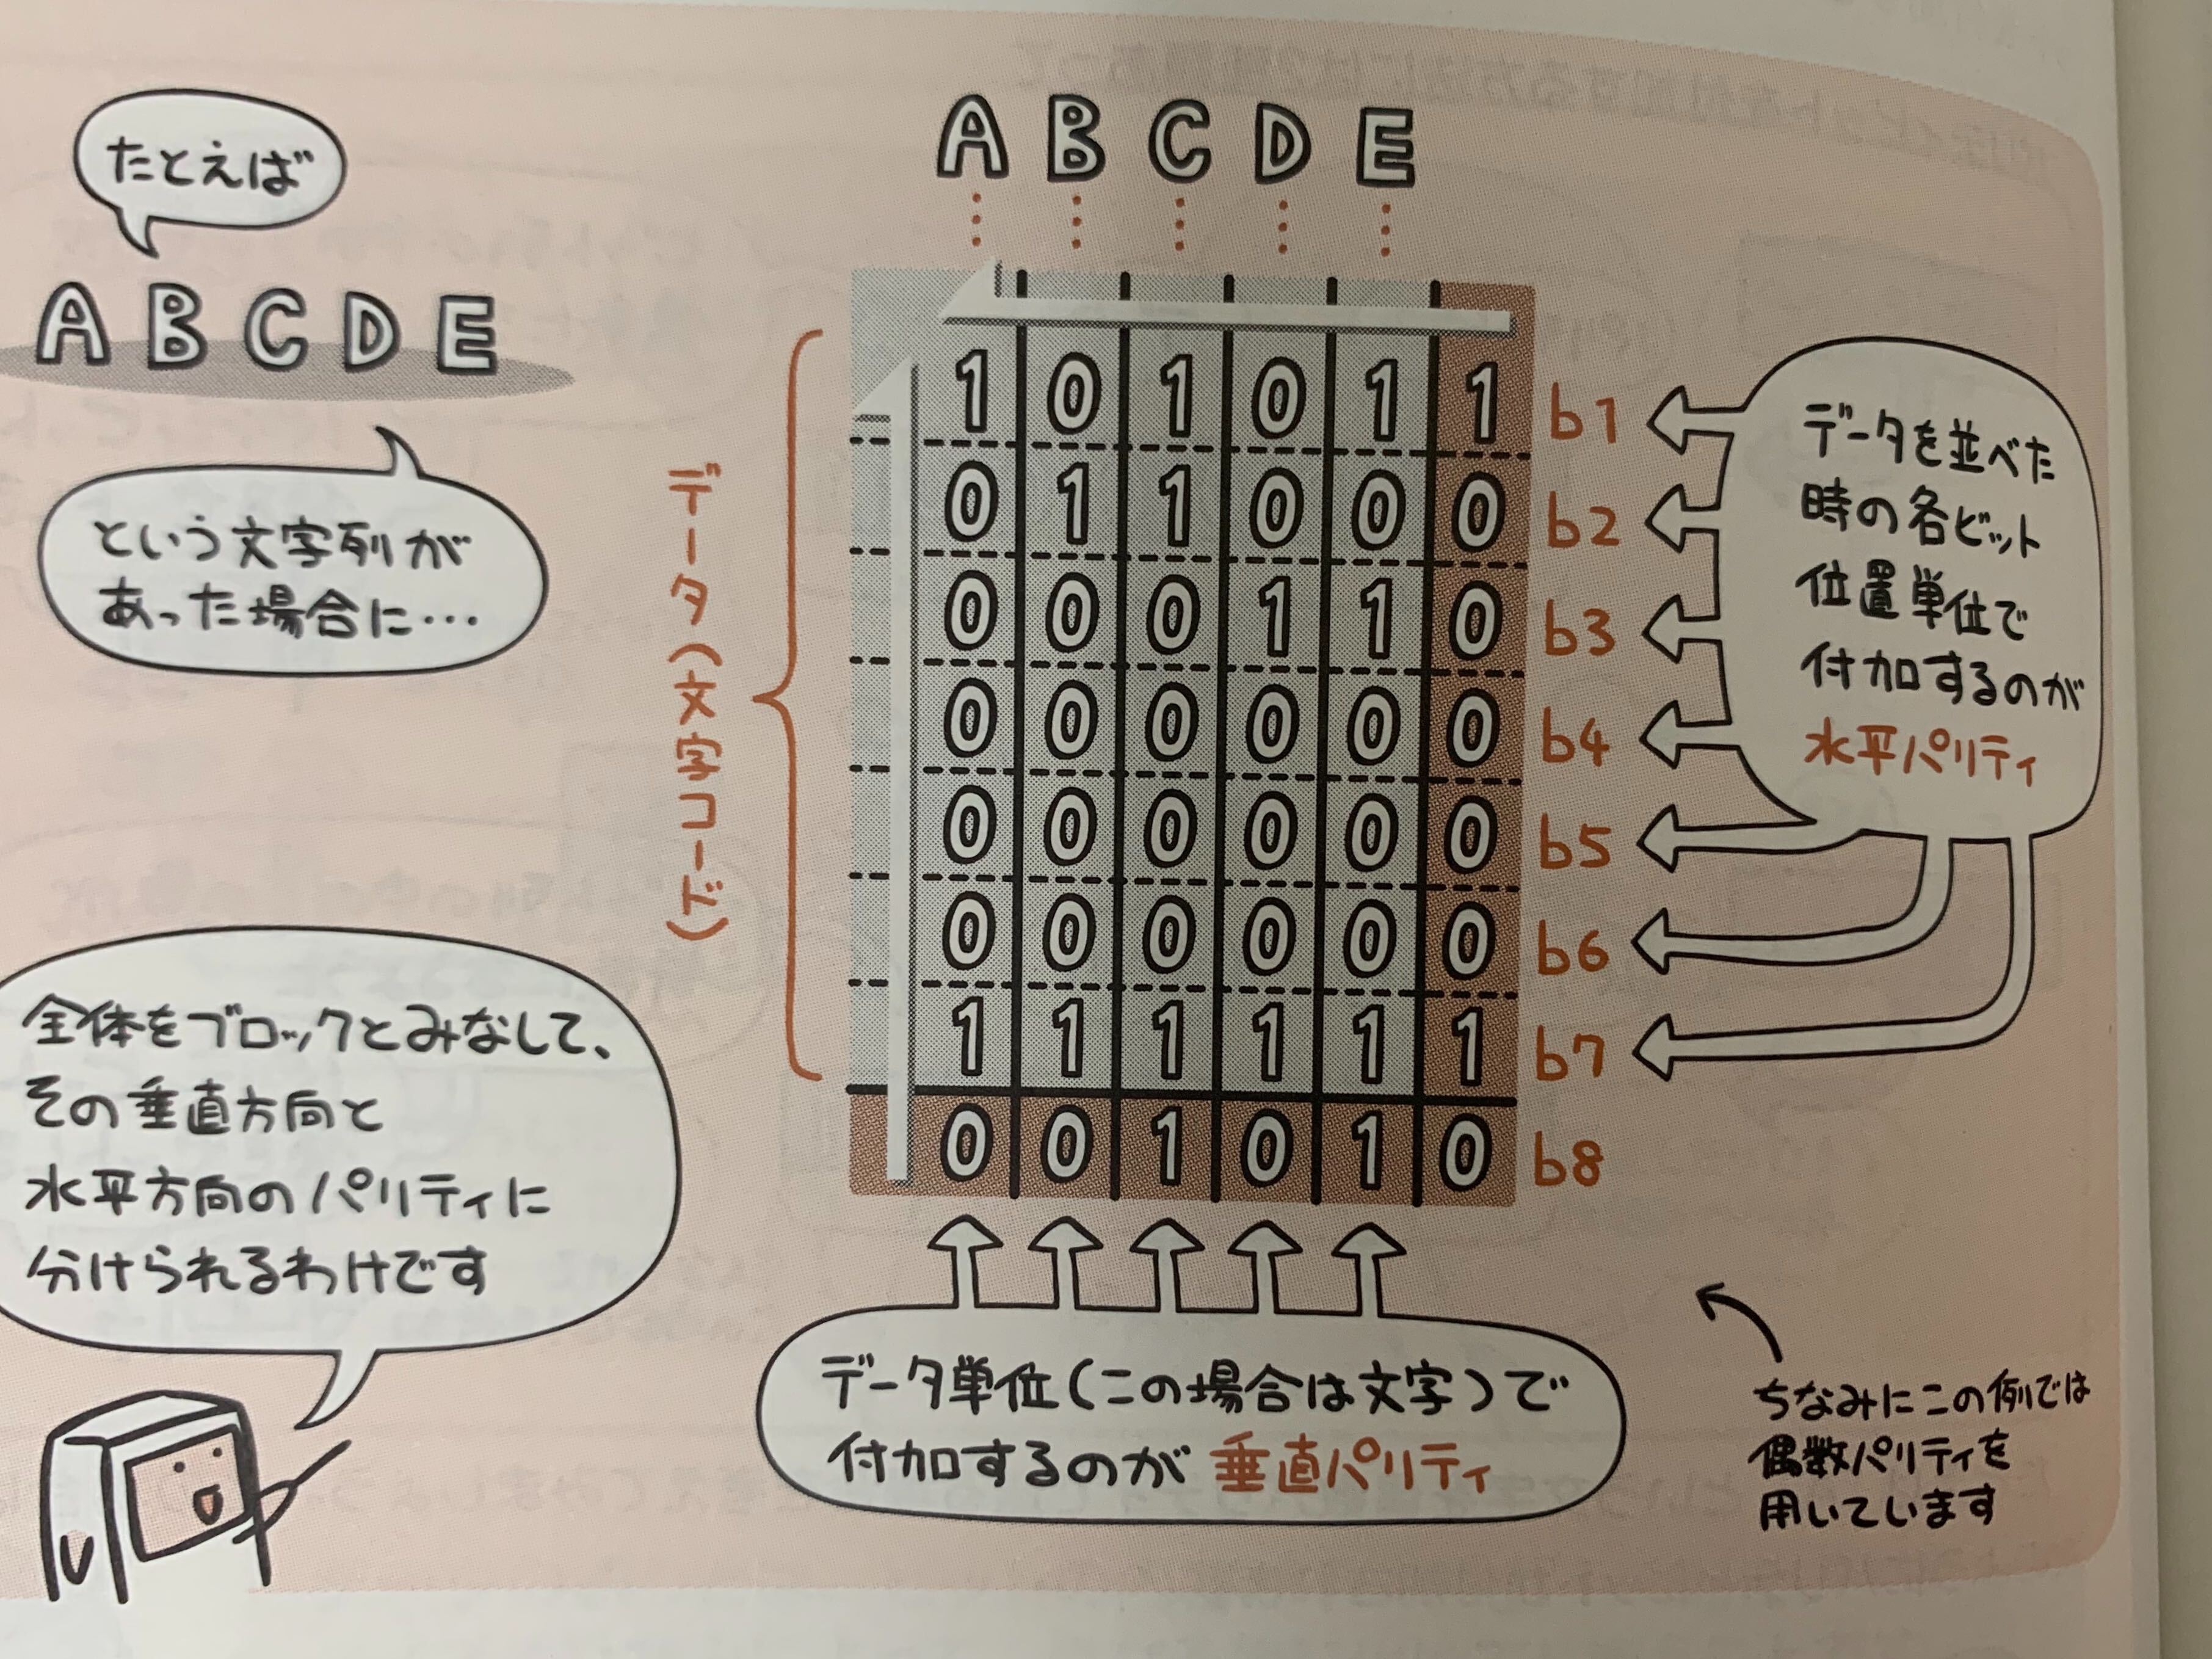 たとえば
A B C D E
という文字列が
あった場合に…
全体をブロックとみなして、
その垂直方向と
水平方向のパリティに
分けられるわけです
A B C D E
データ(文字コード)
1 0 1 0 1 1 b1
0 1 1 0 0 0 b2
0 0 0 1 1 0 b3
0 0 0 0 0 0 b4
0 0 0 0 0 0 b5
0 0 0 0 0 0 b6
1 1 1 1 1 1 b7
0 0 1 0 1 0 b8
データを並べた
時の各ビット
位置単位で
付加するのが
水平パリティ
データ単位(この場合は文字)で
付加するのが 垂直パリティ
ちなみにこの例では
偶数パリティを
用いています